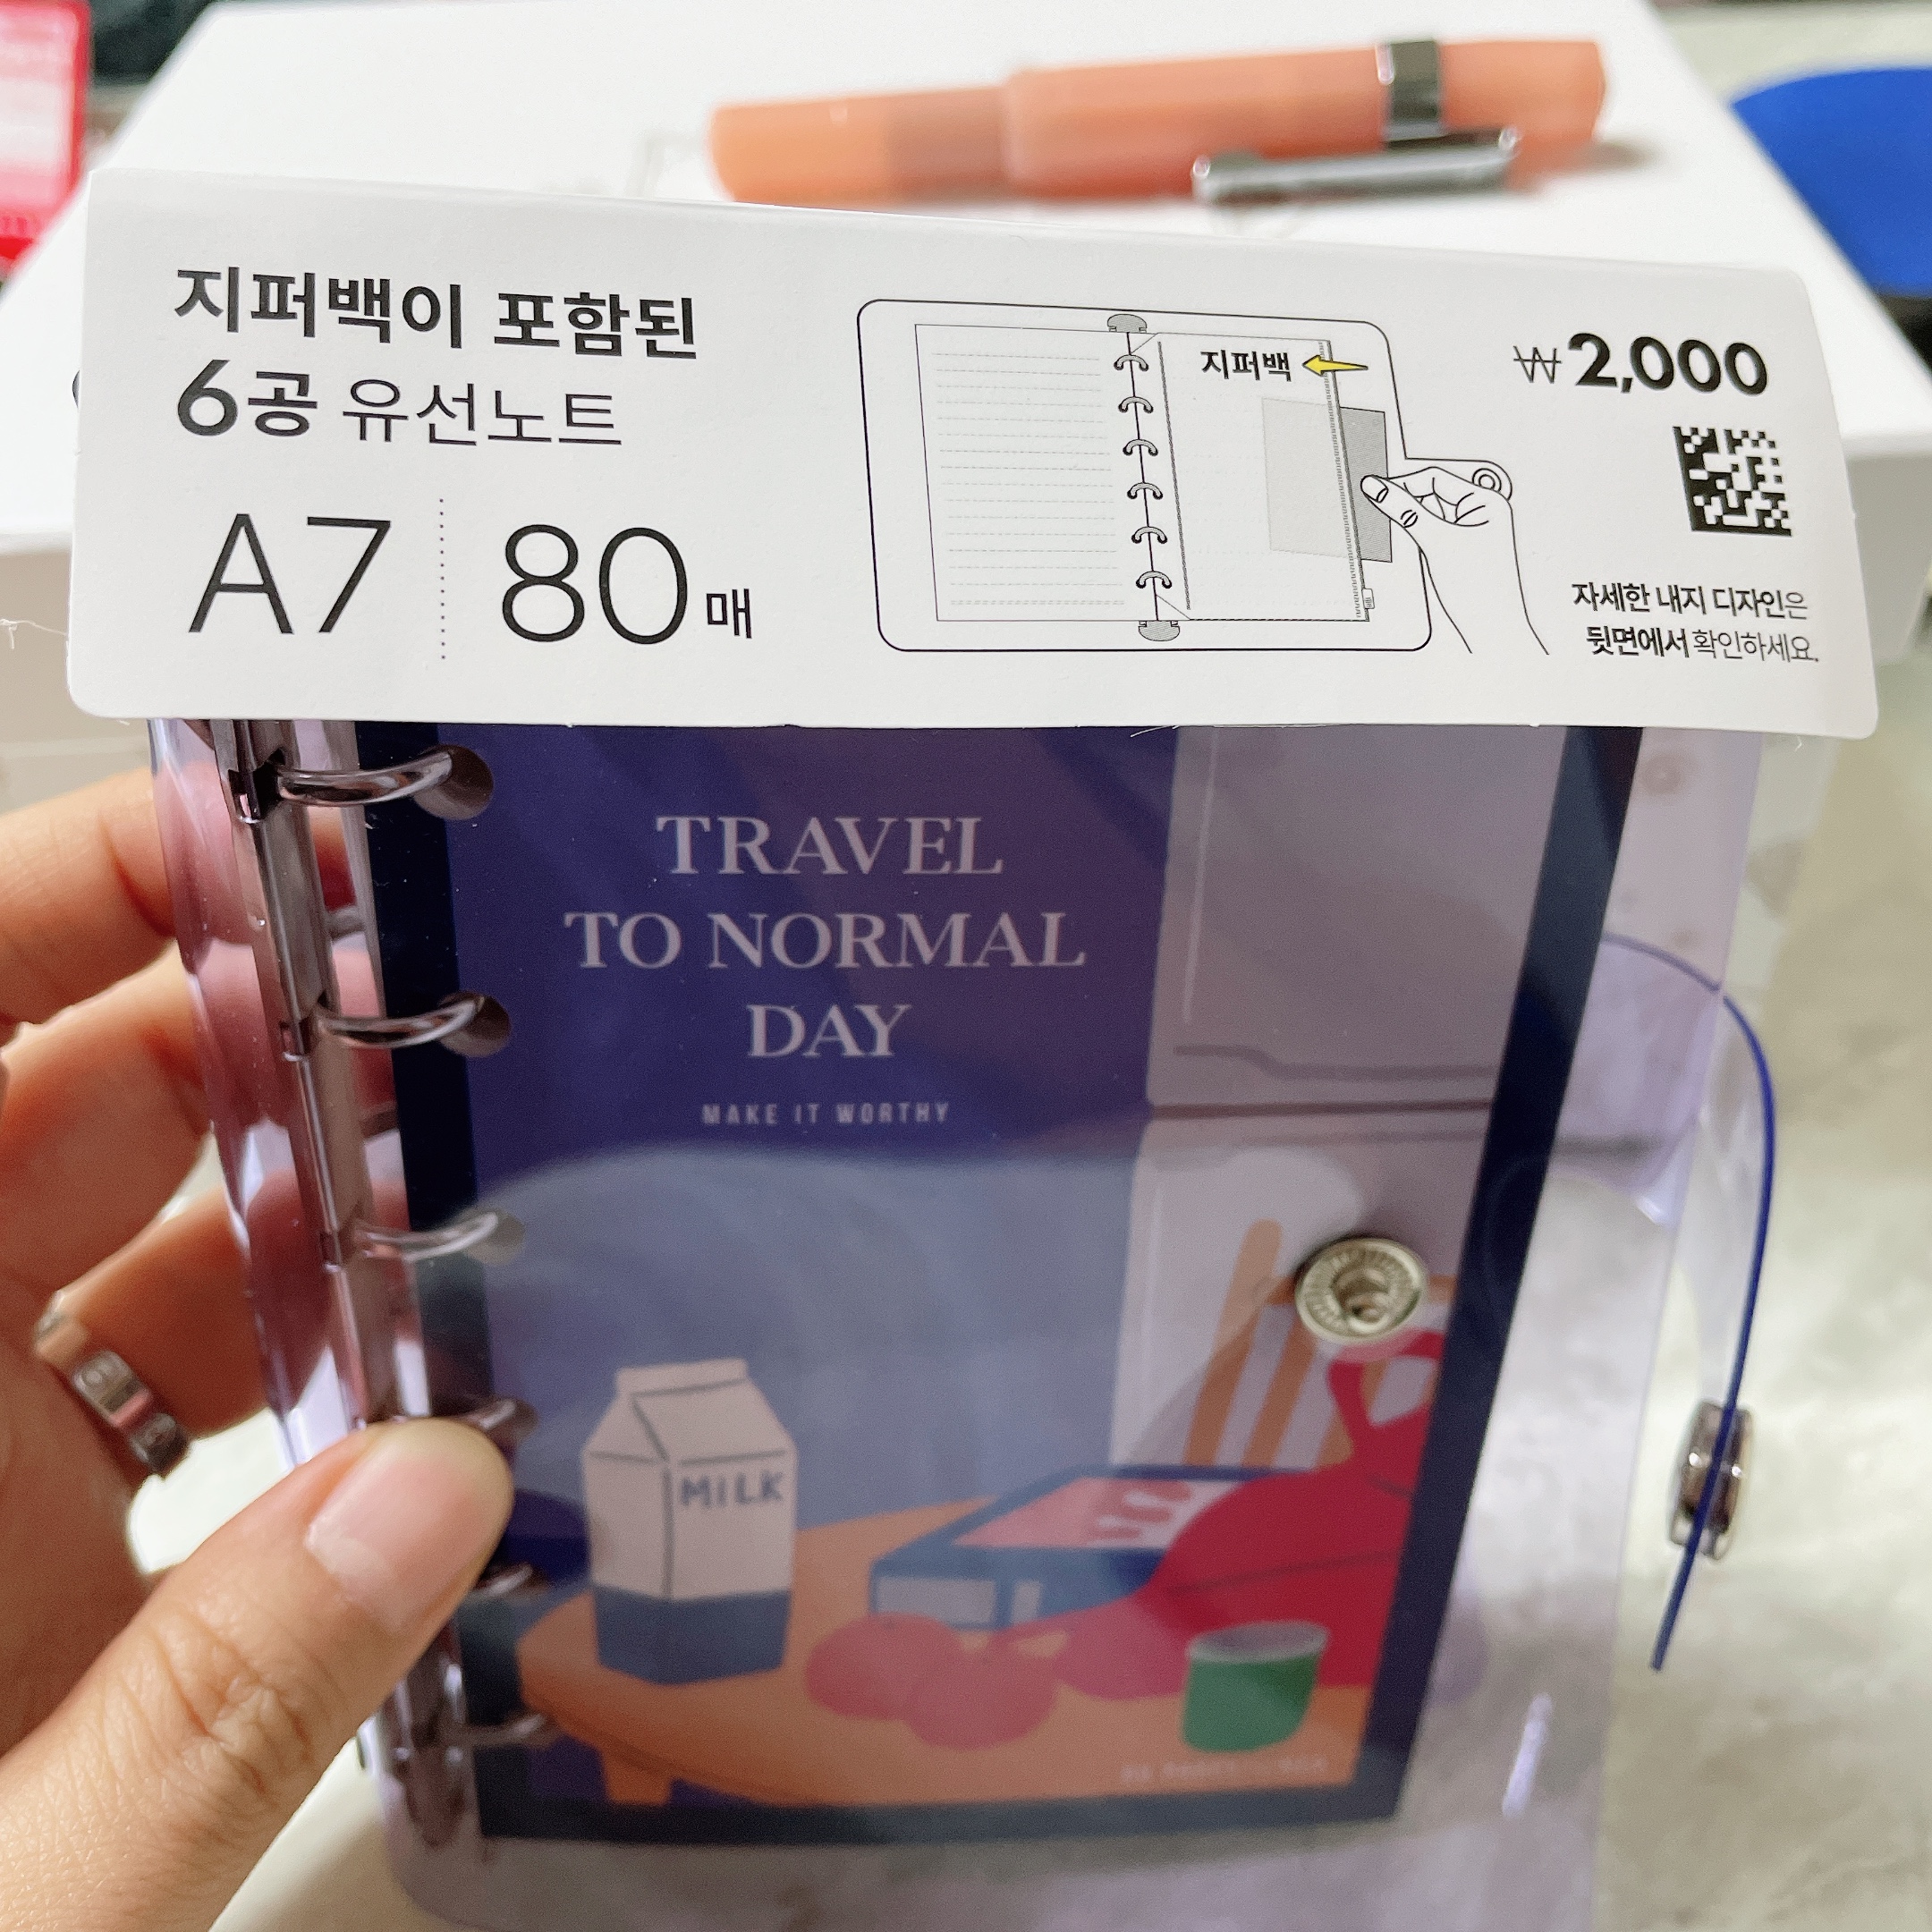 지퍼백이 포함된
6공 유선노트
A7
80매
지퍼백
₩2,000
자세한 내지 디자인은
뒷면에서 확인하세요.
TRAVEL
TO NORMAL
DAY
MAKE IT WORTHY
MILK